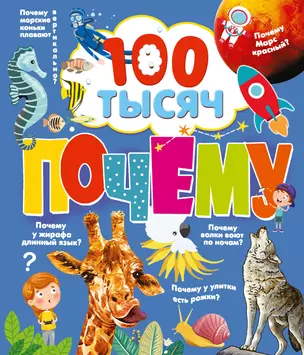 Почему
морские
коньки
плавают
вертикально?
100
ТЫСЯЧ
Почему
Марс
красный?
ПОЧЕМУ
Почему
у жирафа
длинный язык?
?
Почему
волки воют
по ночам?
Почему у улитки
есть рожки?